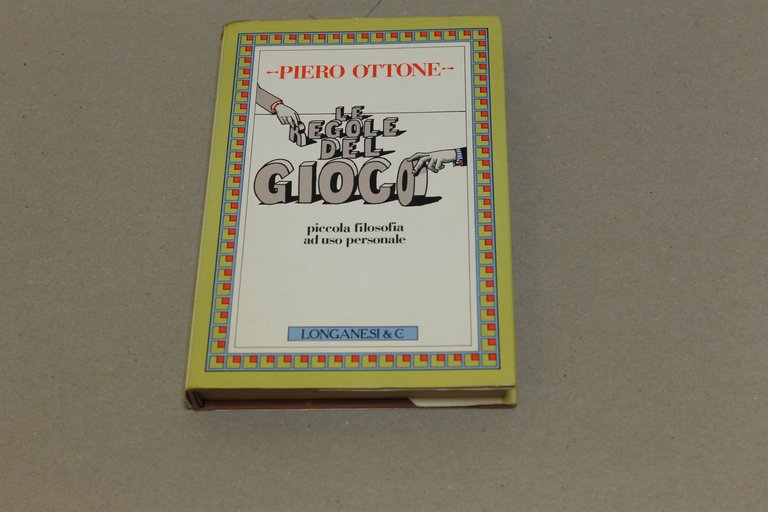 PIERO OTTONE
LE
REGOLE
DEL
GIOCO
piccola filosofia
ad uso personale
LONGANESI & C